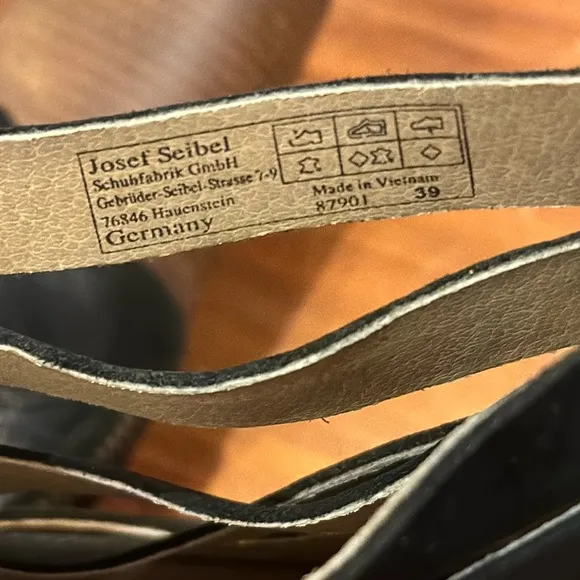 Josef Seibel
Schuhfabrik GmbH
Gebrüder-Seibel-Strasse 7-9
76846 Hauenstein
Germany
Made in Vietnam
87901 39